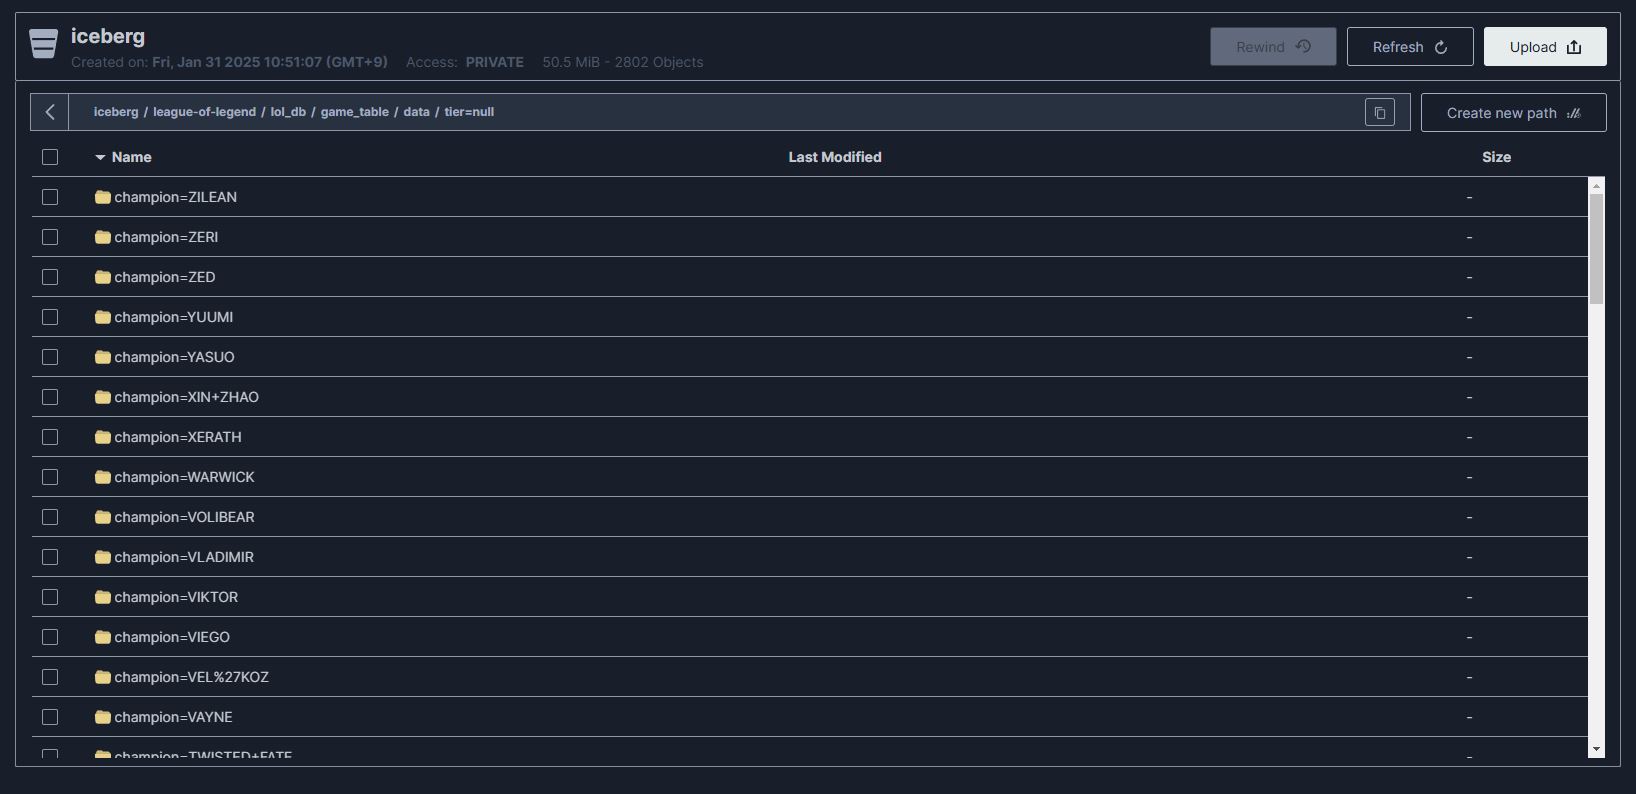 iceberg
Created on: Fri, Jan 31 2025 10:51:07 (GMT+9) Access: PRIVATE 50.5 MiB - 2802 Objects
Rewind Refresh Upload
iceberg / league-of-legend / lol_db / game_table / data / tier=null
Create new path
Name Last Modified Size
champion=ZILEAN -
champion=ZERI -
champion=ZED -
champion=YUUMI -
champion=YASUO -
champion=XIN+ZHAO -
champion=XERATH -
champion=WARWICK -
champion=VOLIBEAR -
champion=VLADIMIR -
champion=VIKTOR -
champion=VIEGO -
champion=VEL%27KOZ -
champion=VAYNE -
champion=TWISTED+FATE -